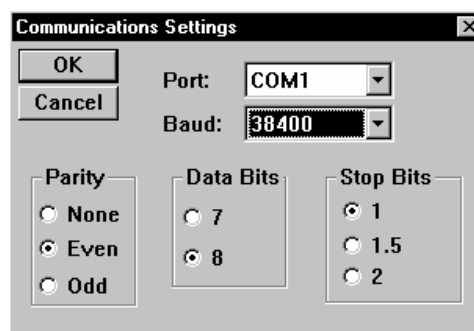 Communications Settings
OK
Cancel
Port: COM1
Baud: 38400
Parity
None
Even
Odd
Data Bits
7
8
Stop Bits
1
1.5
2